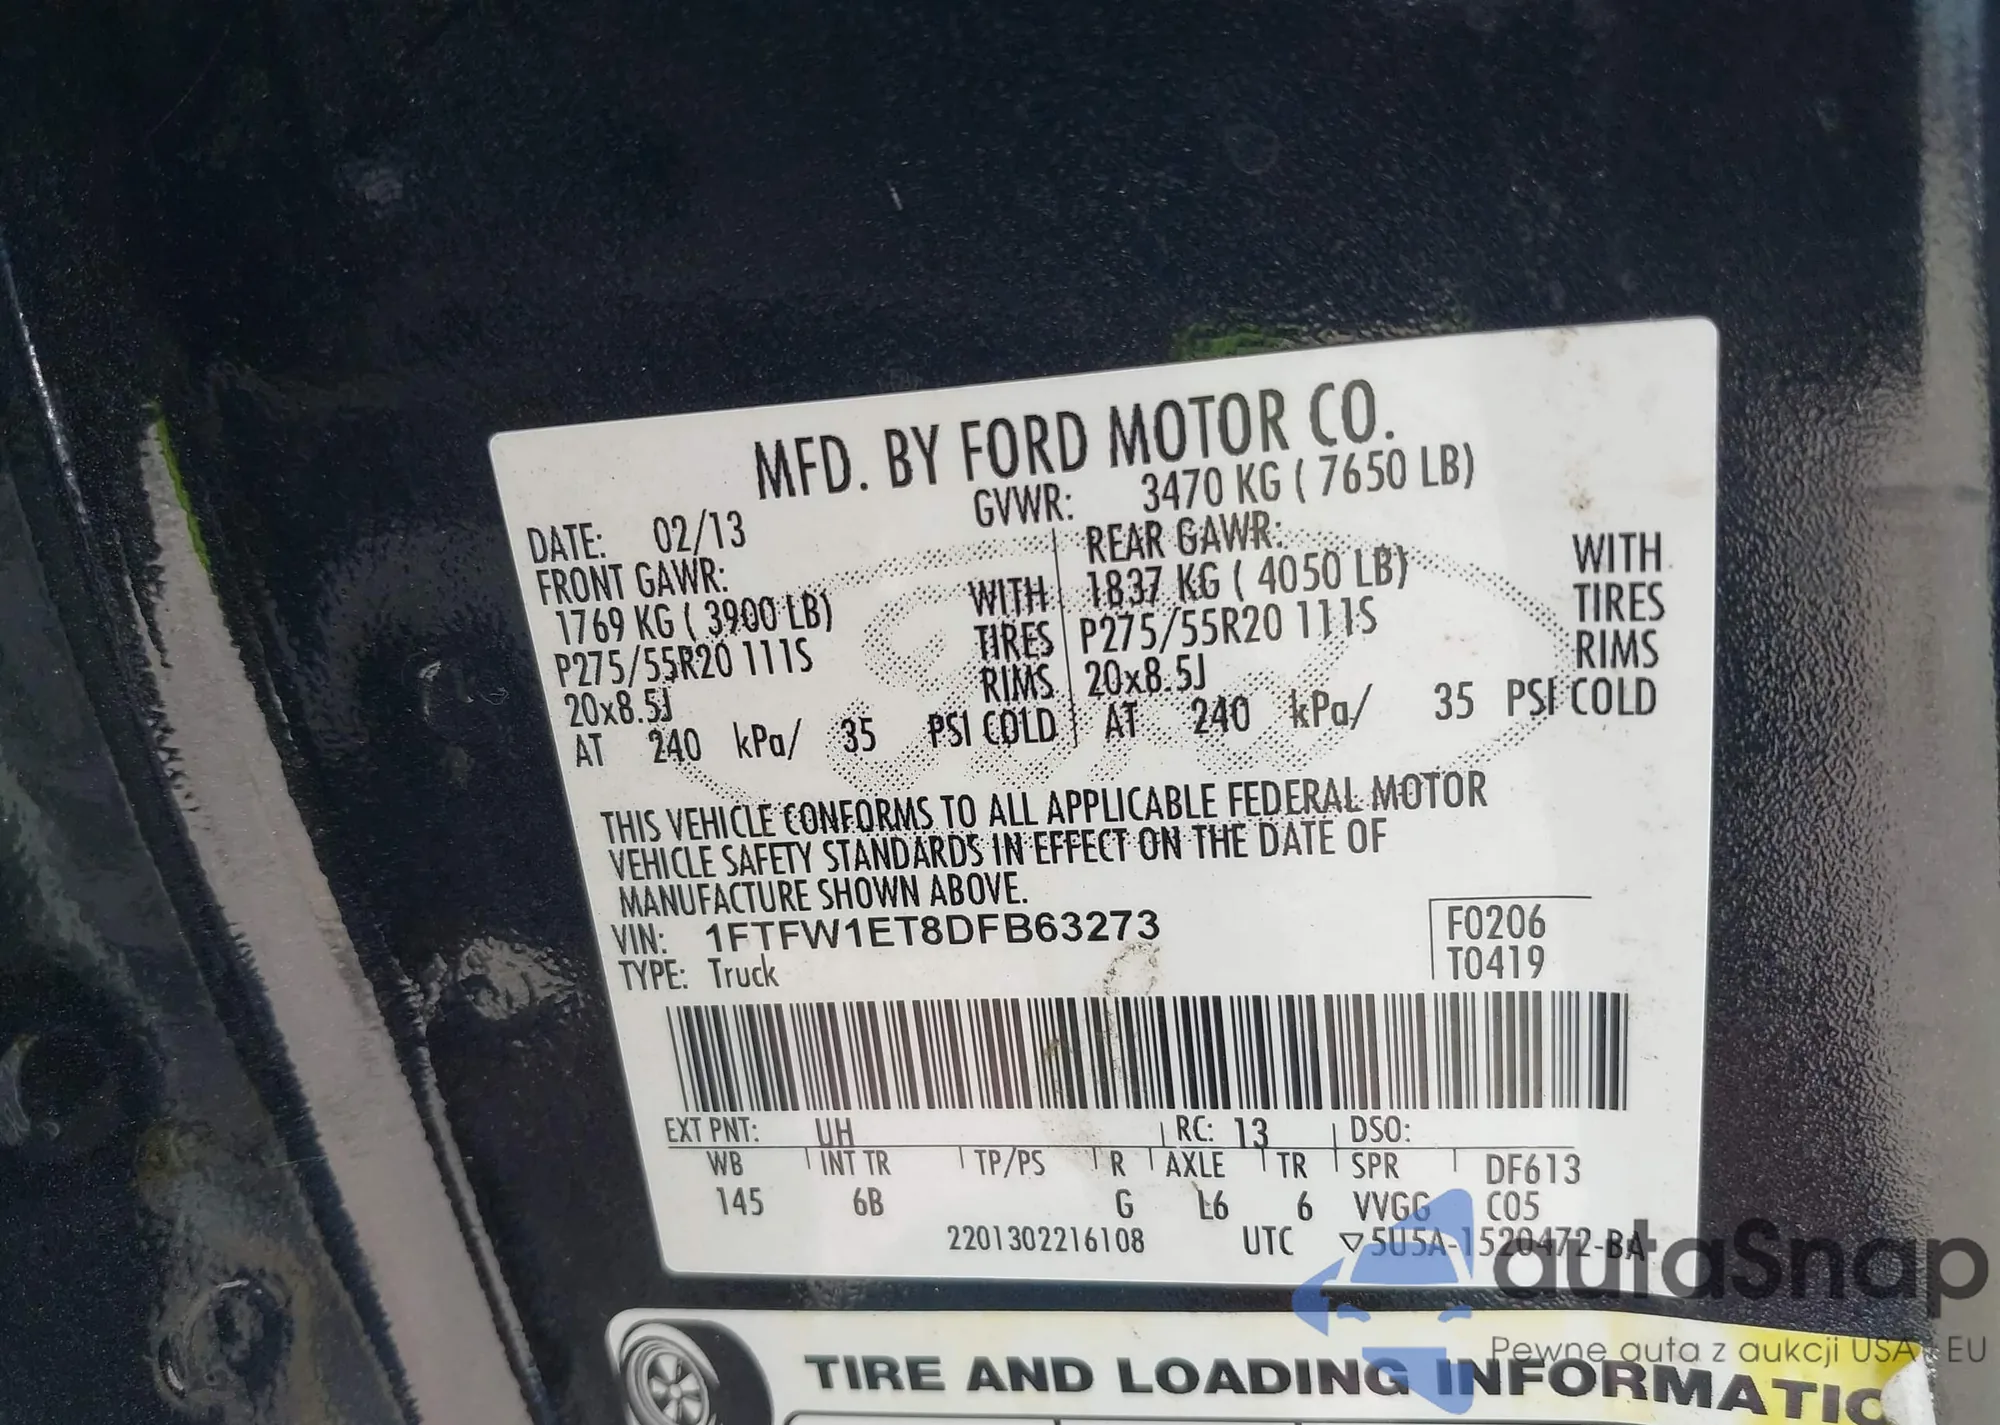 MFD. BY FORD MOTOR CO.
DATE: 02/13 GVWR: 3470 KG ( 7650 LB)
FRONT GAWR: REAR GAWR:
1769 KG ( 3900 LB) WITH 1837 KG ( 4050 LB) WITH
P275/55R20 111S TIRES P275/55R20 111S TIRES
20x8.5J RIMS 20x8.5J RIMS
AT 240 kPa/ 35 PSI COLD AT 240 kPa/ 35 PSI COLD
THIS VEHICLE CONFORMS TO ALL APPLICABLE FEDERAL MOTOR
VEHICLE SAFETY STANDARDS IN EFFECT ON THE DATE OF
MANUFACTURE SHOWN ABOVE.
VIN: 1FTFW1ET8DFB63273 F0206
TYPE: Truck T0419
EXT PNT: UH RC: 13 DSO:
WB INT TR TP/PS R AXLE TR SPR DF613
145 6B G L6 6 VVGG C05
2201302216108 UTC ▽5U5A-1520472-BA
autaSnap
Pewne auta z aukcji USA i EU
TIRE AND LOADING INFORMATIO